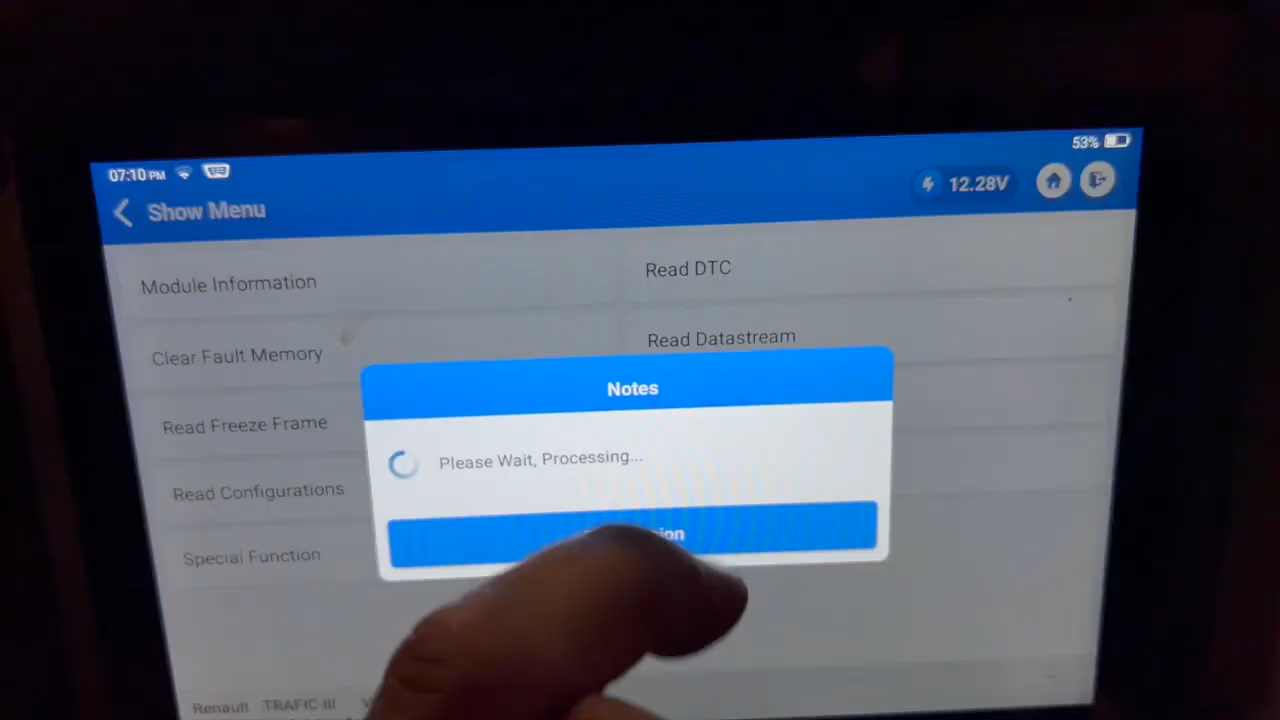 07:10 PM
53%
Show Menu
12.28V
Module Information
Read DTC
Clear Fault Memory
Read Datastream
Read Freeze Frame
Read Configurations
Special Function
Notes
Please Wait, Processing...
Renault TRAFIC III